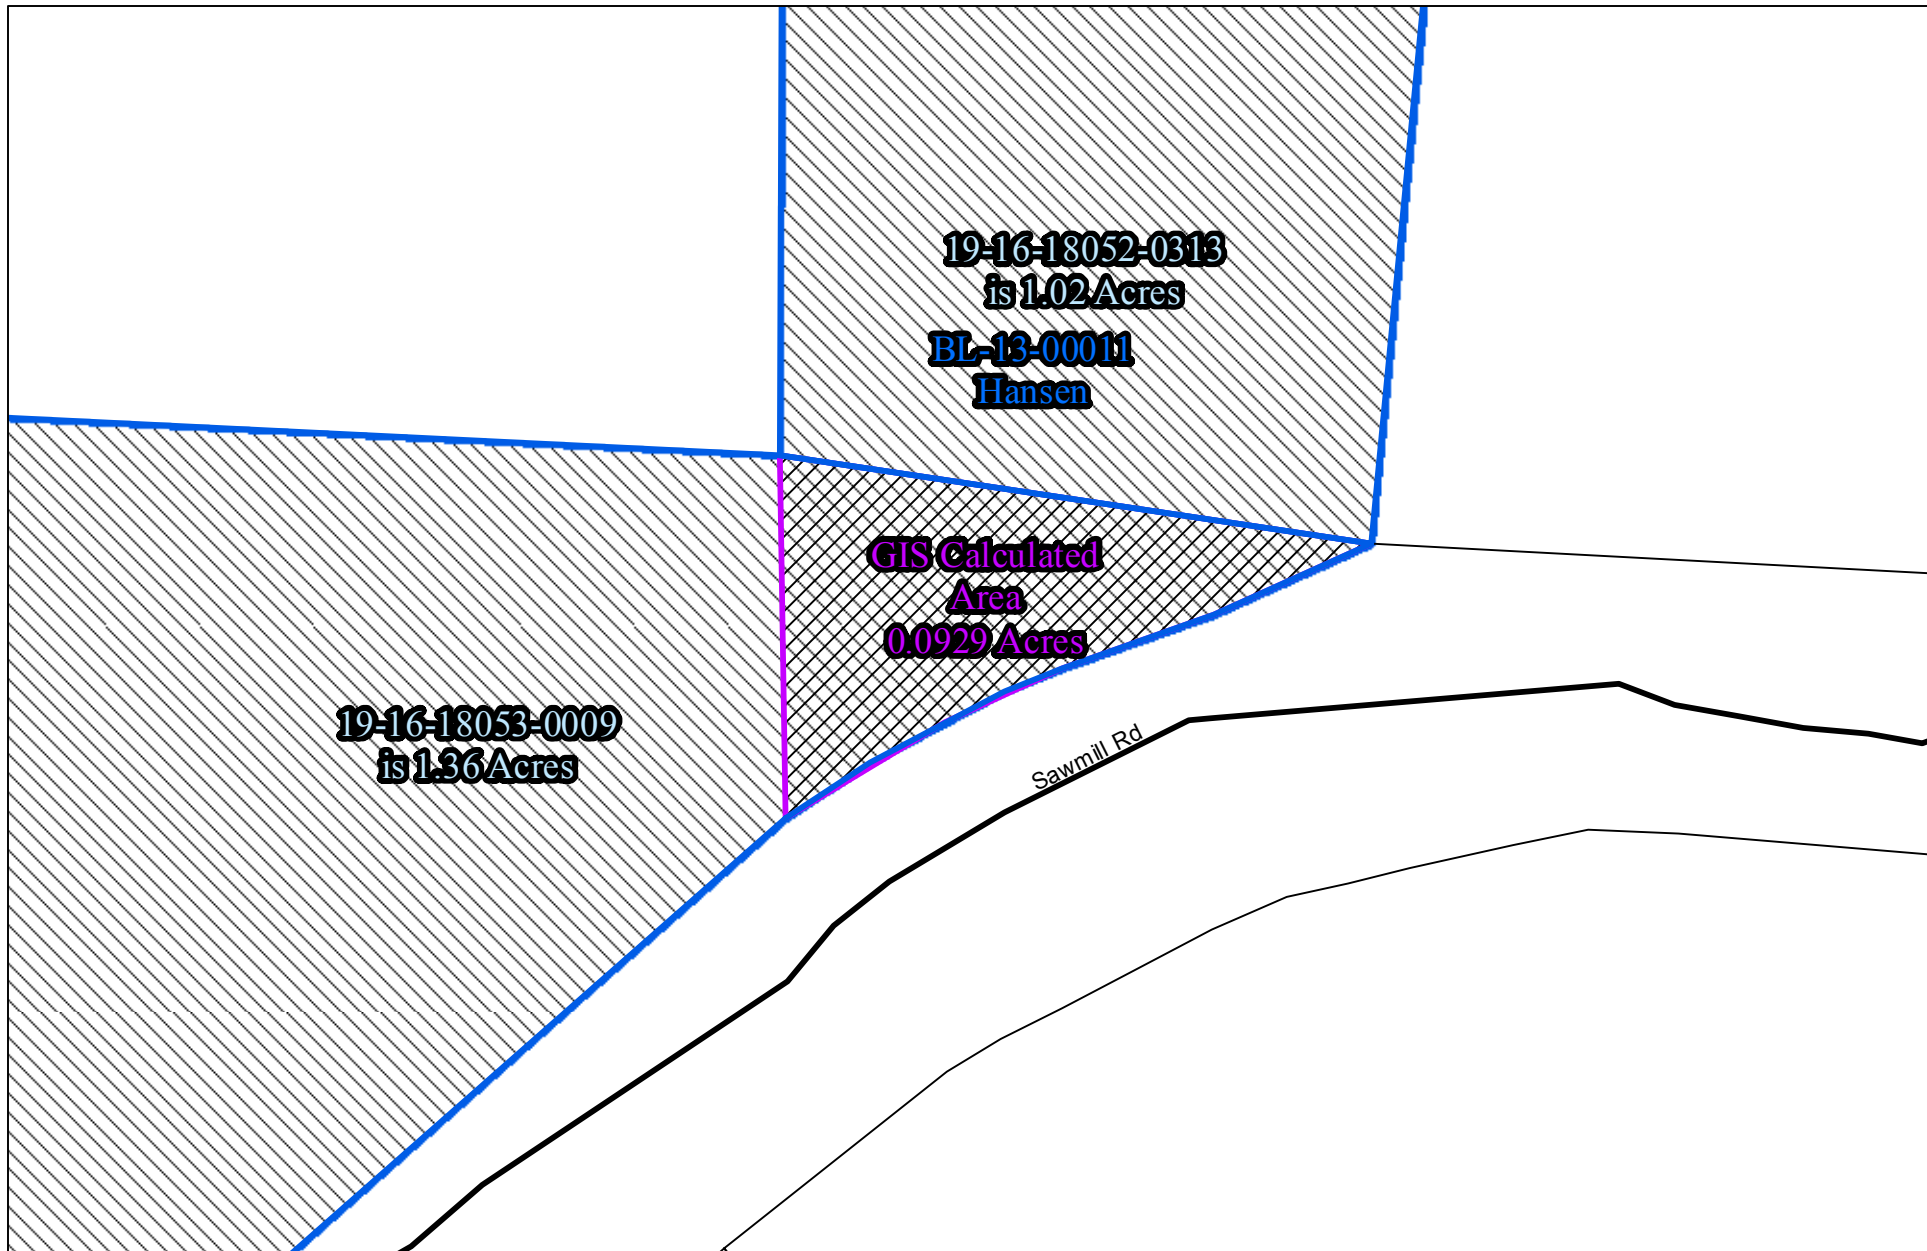 19-16-18052-0313
is 1.02 Acres
BL-13-00011
Hansen
GIS Calculated
Area
0.0929 Acres
19-16-18053-0009
is 1.36 Acres
Sawmill Rd